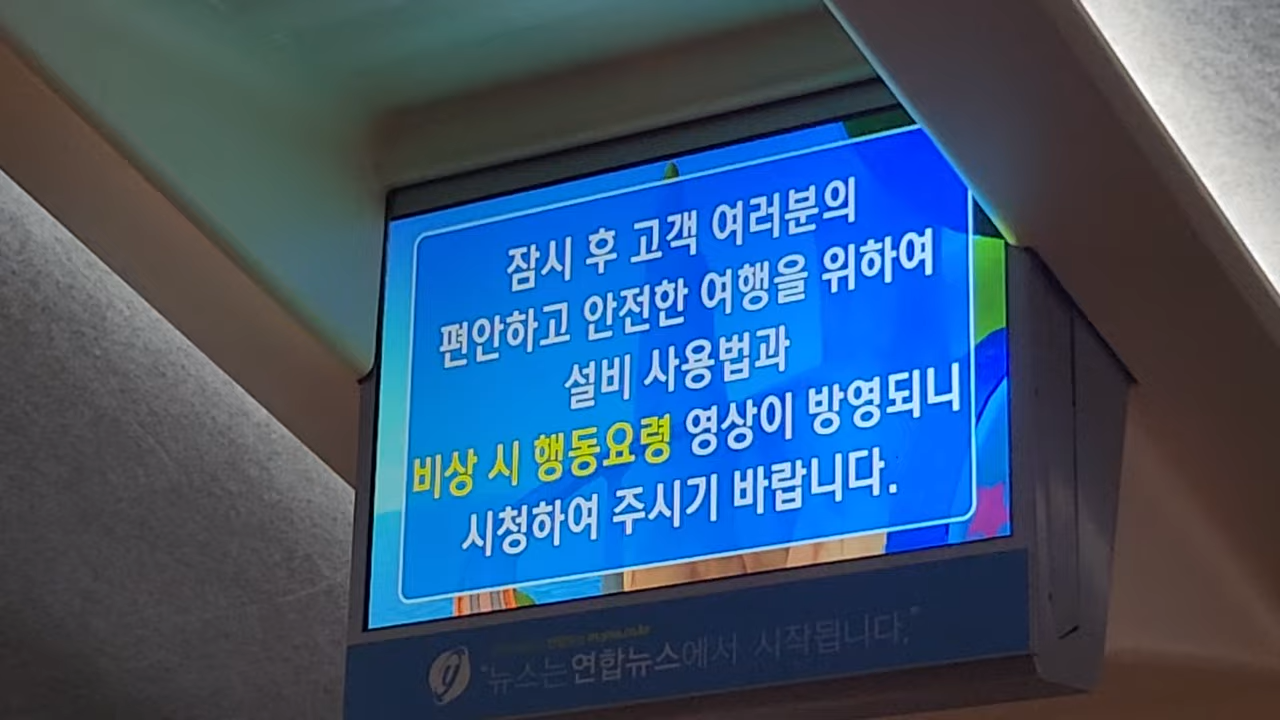 잠시 후 고객 여러분의
편안하고 안전한 여행을 위하여
설비 사용법과
비상 시 행동요령 영상이 방영되니
시청하여 주시기 바랍니다.
"뉴스는연합뉴스에서 시작됩니다."